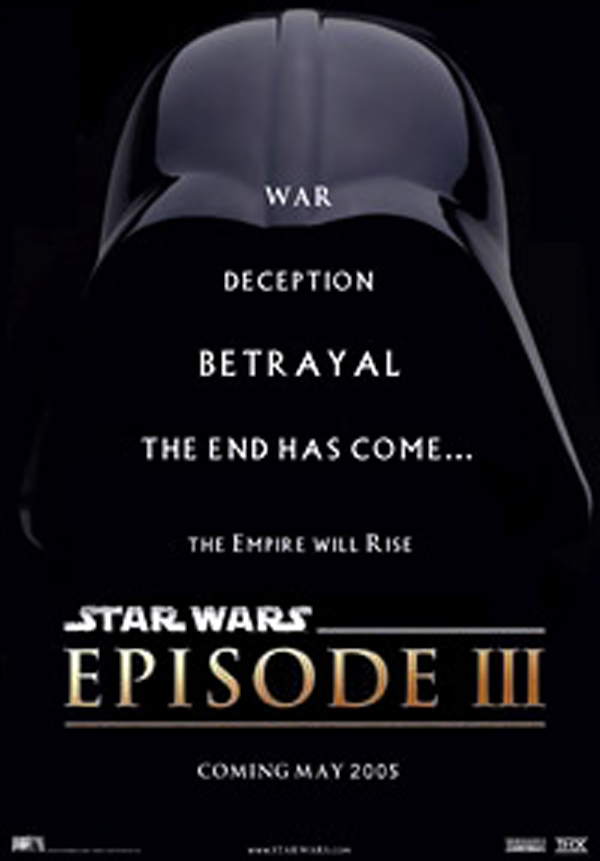 WAR
DECEPTION
BETRAYAL
THE END HAS COME...
THE EMPIRE WILL RISE
STAR WARS
EPISODE III
COMING MAY 2005
www.STARWARS.com
THX